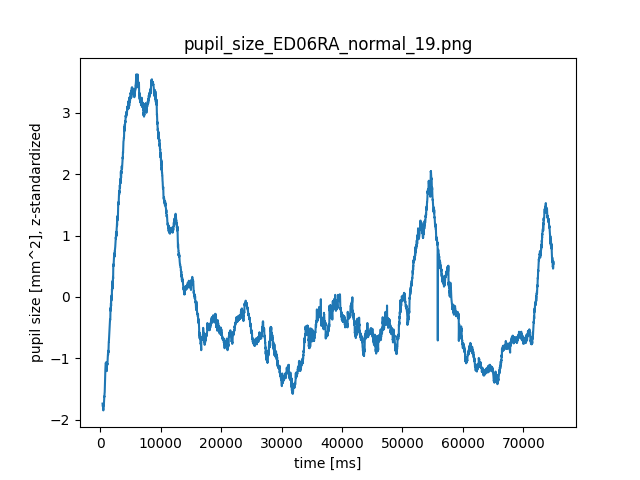 pupil_size_ED06RA_normal_19.png
pupil size [mm^2], z-standardized
3
2
1
0
−1
−2
0 10000 20000 30000 40000 50000 60000 70000
time [ms]